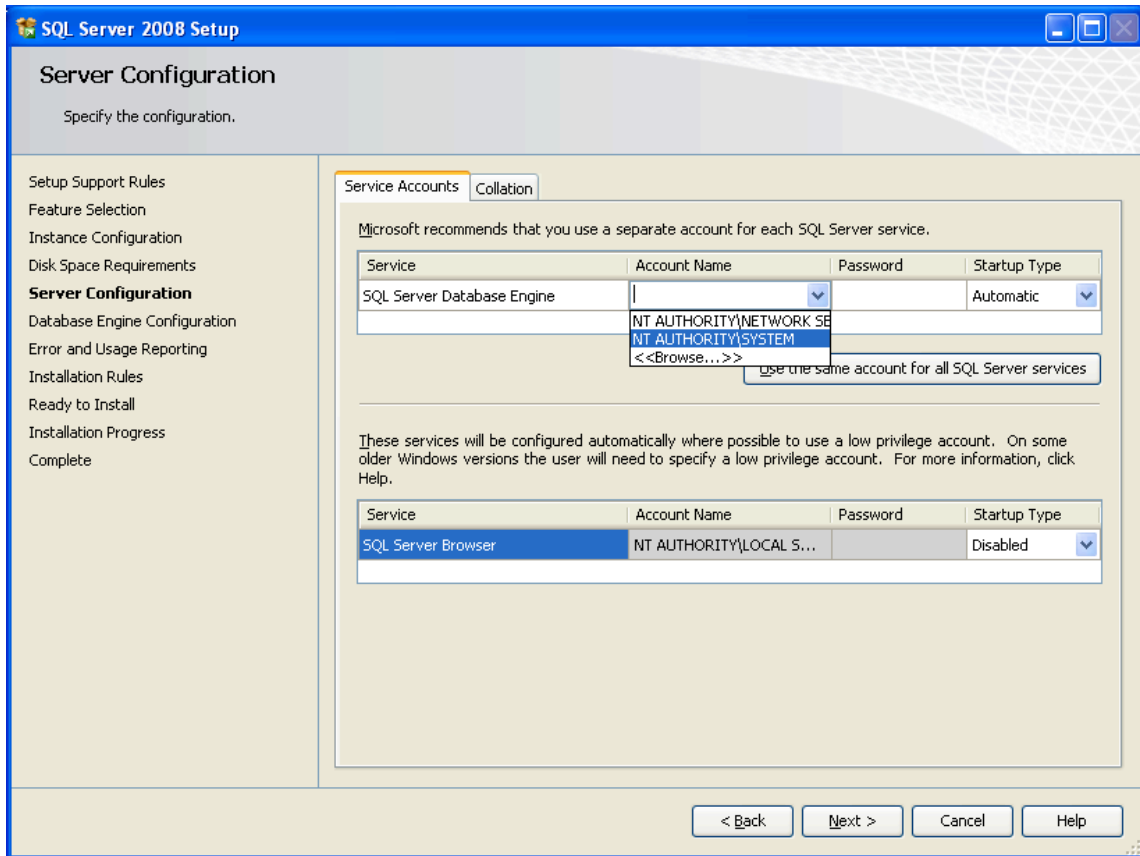 SQL Server 2008 Setup
Server Configuration
Specify the configuration.
Setup Support Rules
Feature Selection
Instance Configuration
Disk Space Requirements
Server Configuration
Database Engine Configuration
Error and Usage Reporting
Installation Rules
Ready to Install
Installation Progress
Complete
Service Accounts Collation
Microsoft recommends that you use a separate account for each SQL Server service.
Service Account Name Password Startup Type
SQL Server Database Engine Automatic
NT AUTHORITY\NETWORK SE
NT AUTHORITY\SYSTEM
<<Browse...>>
Use the same account for all SQL Server services
These services will be configured automatically where possible to use a low privilege account. On some
older Windows versions the user will need to specify a low privilege account. For more information, click
Help.
Service Account Name Password Startup Type
SQL Server Browser NT AUTHORITY\LOCAL S... Disabled
< Back Next > Cancel Help